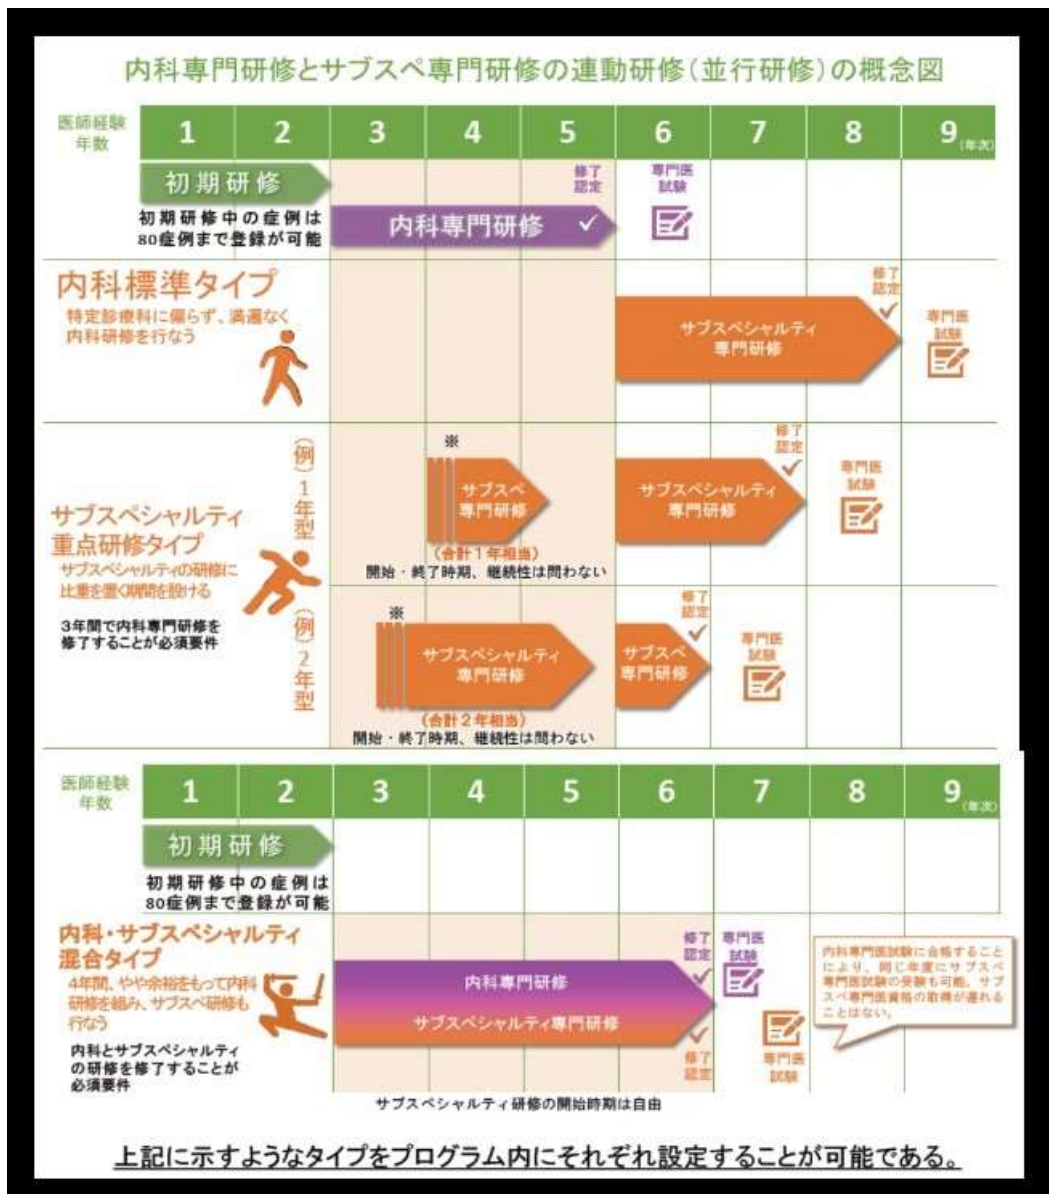 内科専門研修とサブスペ専門研修の連動研修(並行研修)の概念図
医師経験
年数
1 2 3 4 5 6 7 8 9(年次)
初期研修
初期研修中の症例は
80症例まで登録が可能
内科専門研修
修了
認定
専門医
試験
内科標準タイプ
特定診療科に偏らず、満遍なく
内科研修を行なう
サブスペシャルティ
専門研修
修了
認定
専門医
試験
サブスペシャルティ
重点研修タイプ
サブスペシャルティの研修に
比重を置く期間を設ける
3年間で内科専門研修を
修了することが必須要件
(例)1年型
※
サブスペ
専門研修
(合計1年相当)
開始・終了時期、継続性は問わない
サブスペシャルティ
専門研修
修了
認定
専門医
試験
(例)2年型
※
サブスペシャルティ
専門研修
(合計2年相当)
開始・終了時期、継続性は問わない
サブスペ
専門研修
修了
認定
専門医
試験
医師経験
年数
1 2 3 4 5 6 7 8 9(年次)
初期研修
初期研修中の症例は
80症例まで登録が可能
内科・サブスペシャルティ
混合タイプ
4年間、やや余裕をもって内科
研修を組み、サブスペ研修も
行なう
内科とサブスペシャルティ
の研修を修了することが
必須要件
内科専門研修
サブスペシャルティ専門研修
修了
認定
専門医
試験
修了
認定
専門医
試験
内科専門医試験に合格すること
により、同じ年度にサブスペ
専門医試験の受験も可能、サブ
スペ専門医資格の取得が遅れる
ことはない。
サブスペシャルティ研修の開始時期は自由
上記に示すようなタイプをプログラム内にそれぞれ設定することが可能である。